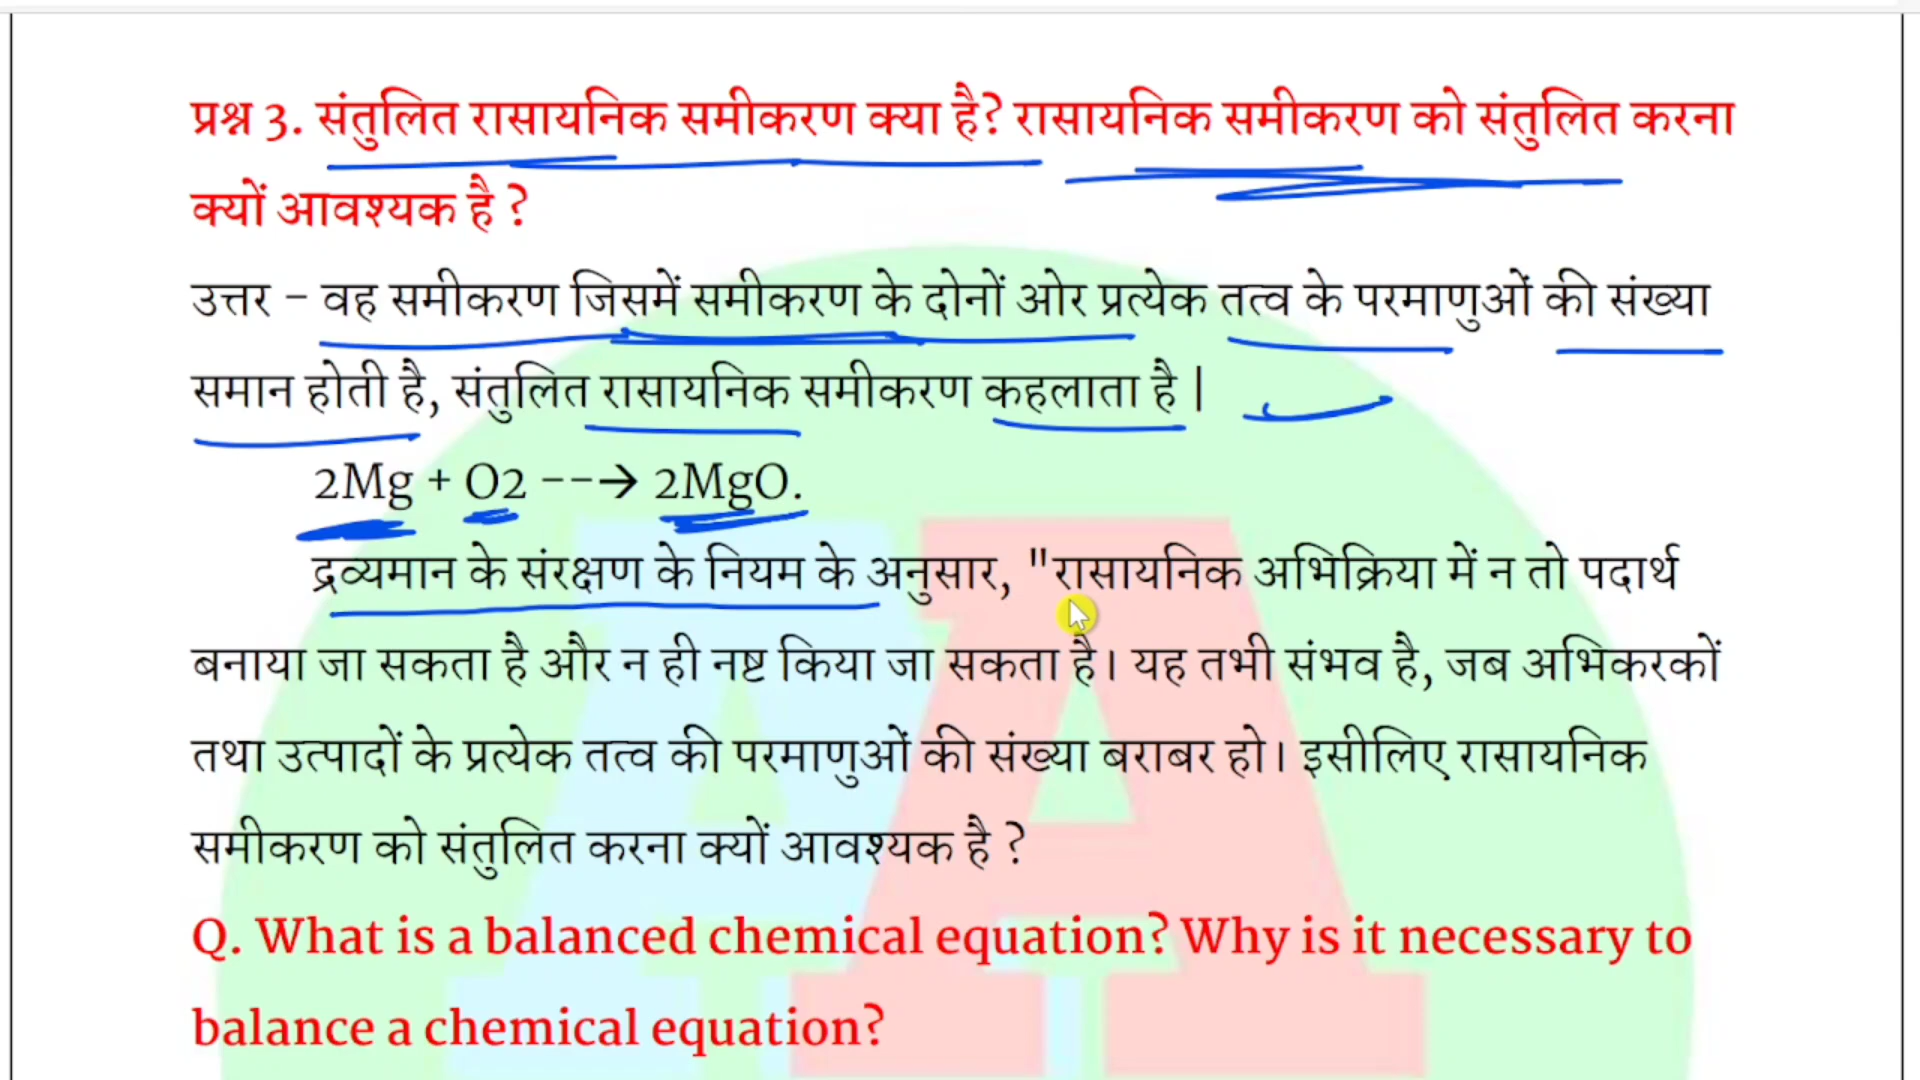 प्रश्न 3. संतुलित रासायनिक समीकरण क्या है? रासायनिक समीकरण को संतुलित करना
क्यों आवश्यक है ?
उत्तर - वह समीकरण जिसमें समीकरण के दोनों ओर प्रत्येक तत्व के परमाणुओं की संख्या
समान होती है, संतुलित रासायनिक समीकरण कहलाता है |
2Mg + O2 --→ 2MgO.
द्रव्यमान के संरक्षण के नियम के अनुसार, "रासायनिक अभिक्रिया में न तो पदार्थ
बनाया जा सकता है और न ही नष्ट किया जा सकता है। यह तभी संभव है, जब अभिकरकों
तथा उत्पादों के प्रत्येक तत्व की परमाणुओं की संख्या बराबर हो। इसीलिए रासायनिक
समीकरण को संतुलित करना क्यों आवश्यक है ?
Q. What is a balanced chemical equation? Why is it necessary to
balance a chemical equation?